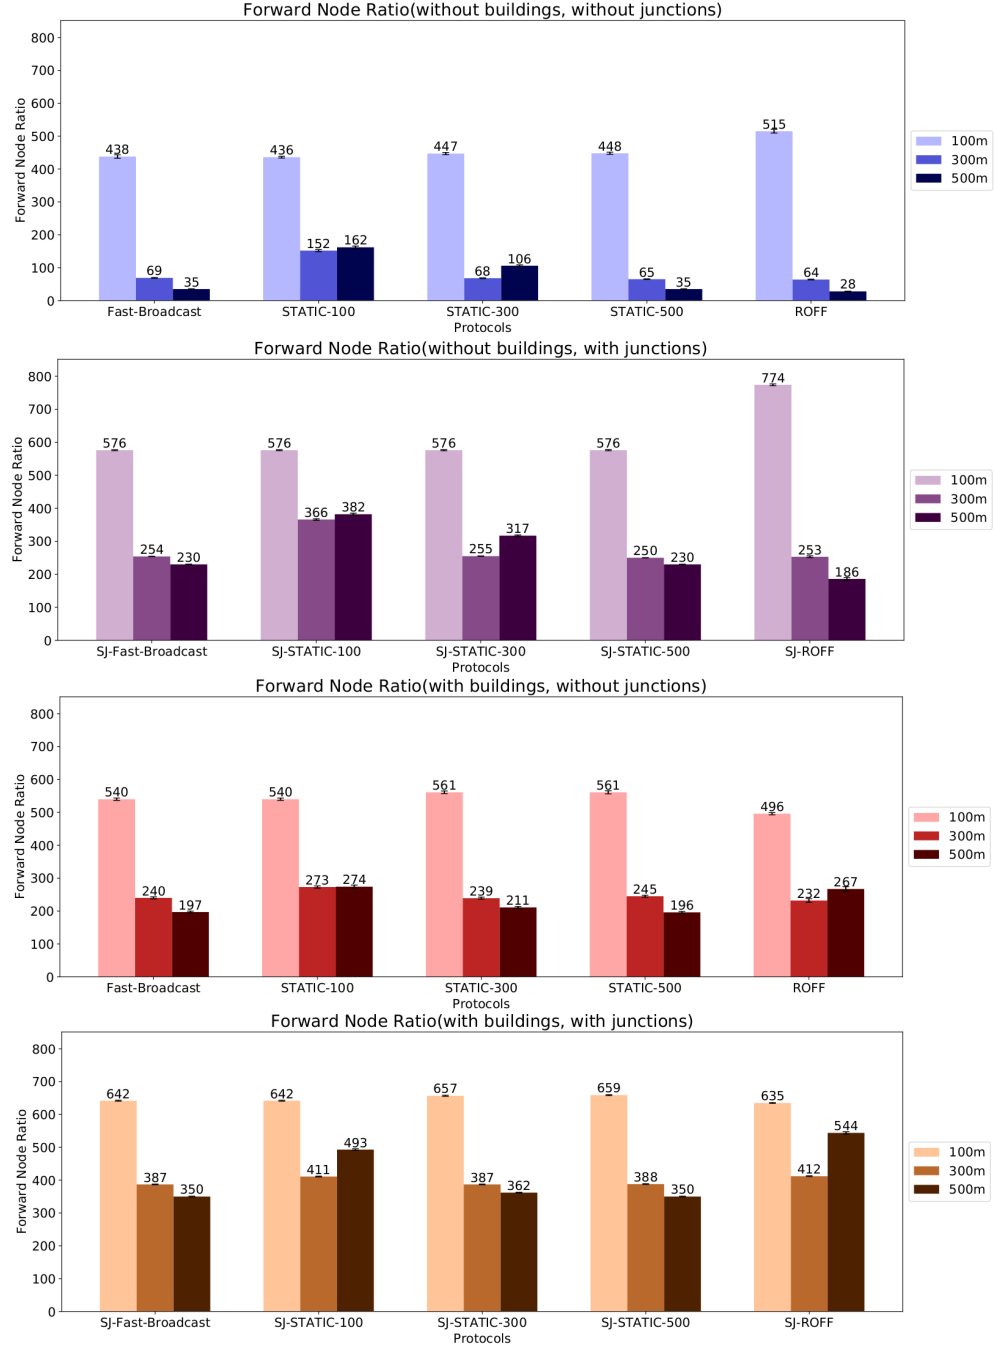 Forward Node Ratio(without buildings, without junctions)
Forward Node Ratio
800
700
600
500
400
300
200
100
0
438
69
35
436
152
162
447
68
106
448
65
35
515
64
28
100m
300m
500m
Fast-Broadcast
STATIC-100
STATIC-300
STATIC-500
ROFF
Protocols
Forward Node Ratio(without buildings, with junctions)
Forward Node Ratio
800
700
600
500
400
300
200
100
0
576
254
230
576
366
382
576
255
317
576
250
230
774
253
186
100m
300m
500m
SJ-Fast-Broadcast
SJ-STATIC-100
SJ-STATIC-300
SJ-STATIC-500
SJ-ROFF
Protocols
Forward Node Ratio(with buildings, without junctions)
Forward Node Ratio
800
700
600
500
400
300
200
100
0
540
240
197
540
273
274
561
239
211
561
245
196
496
232
267
100m
300m
500m
Fast-Broadcast
STATIC-100
STATIC-300
STATIC-500
ROFF
Protocols
Forward Node Ratio(with buildings, with junctions)
Forward Node Ratio
800
700
600
500
400
300
200
100
0
642
387
350
642
411
493
657
387
362
659
388
350
635
412
544
100m
300m
500m
SJ-Fast-Broadcast
SJ-STATIC-100
SJ-STATIC-300
SJ-STATIC-500
SJ-ROFF
Protocols